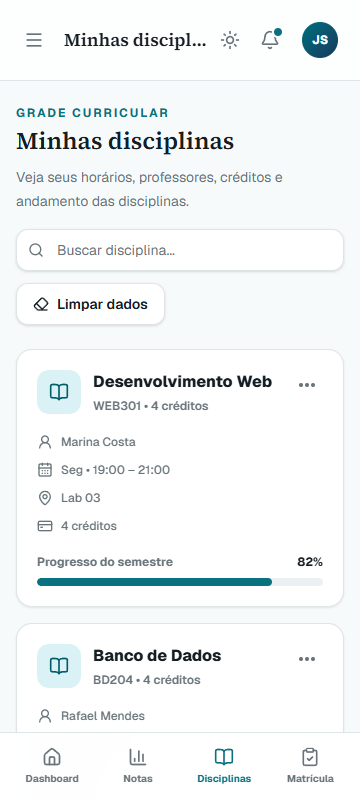 Minhas discipl...
JS
GRADE CURRICULAR
Minhas disciplinas
Veja seus horários, professores, créditos e
andamento das disciplinas.
Buscar disciplina...
Limpar dados
Desenvolvimento Web
WEB301 • 4 créditos
Marina Costa
Seg • 19:00 – 21:00
Lab 03
4 créditos
Progresso do semestre 82%
Banco de Dados
BD204 • 4 créditos
Rafael Mendes
Dashboard Notas Disciplinas Matrícula